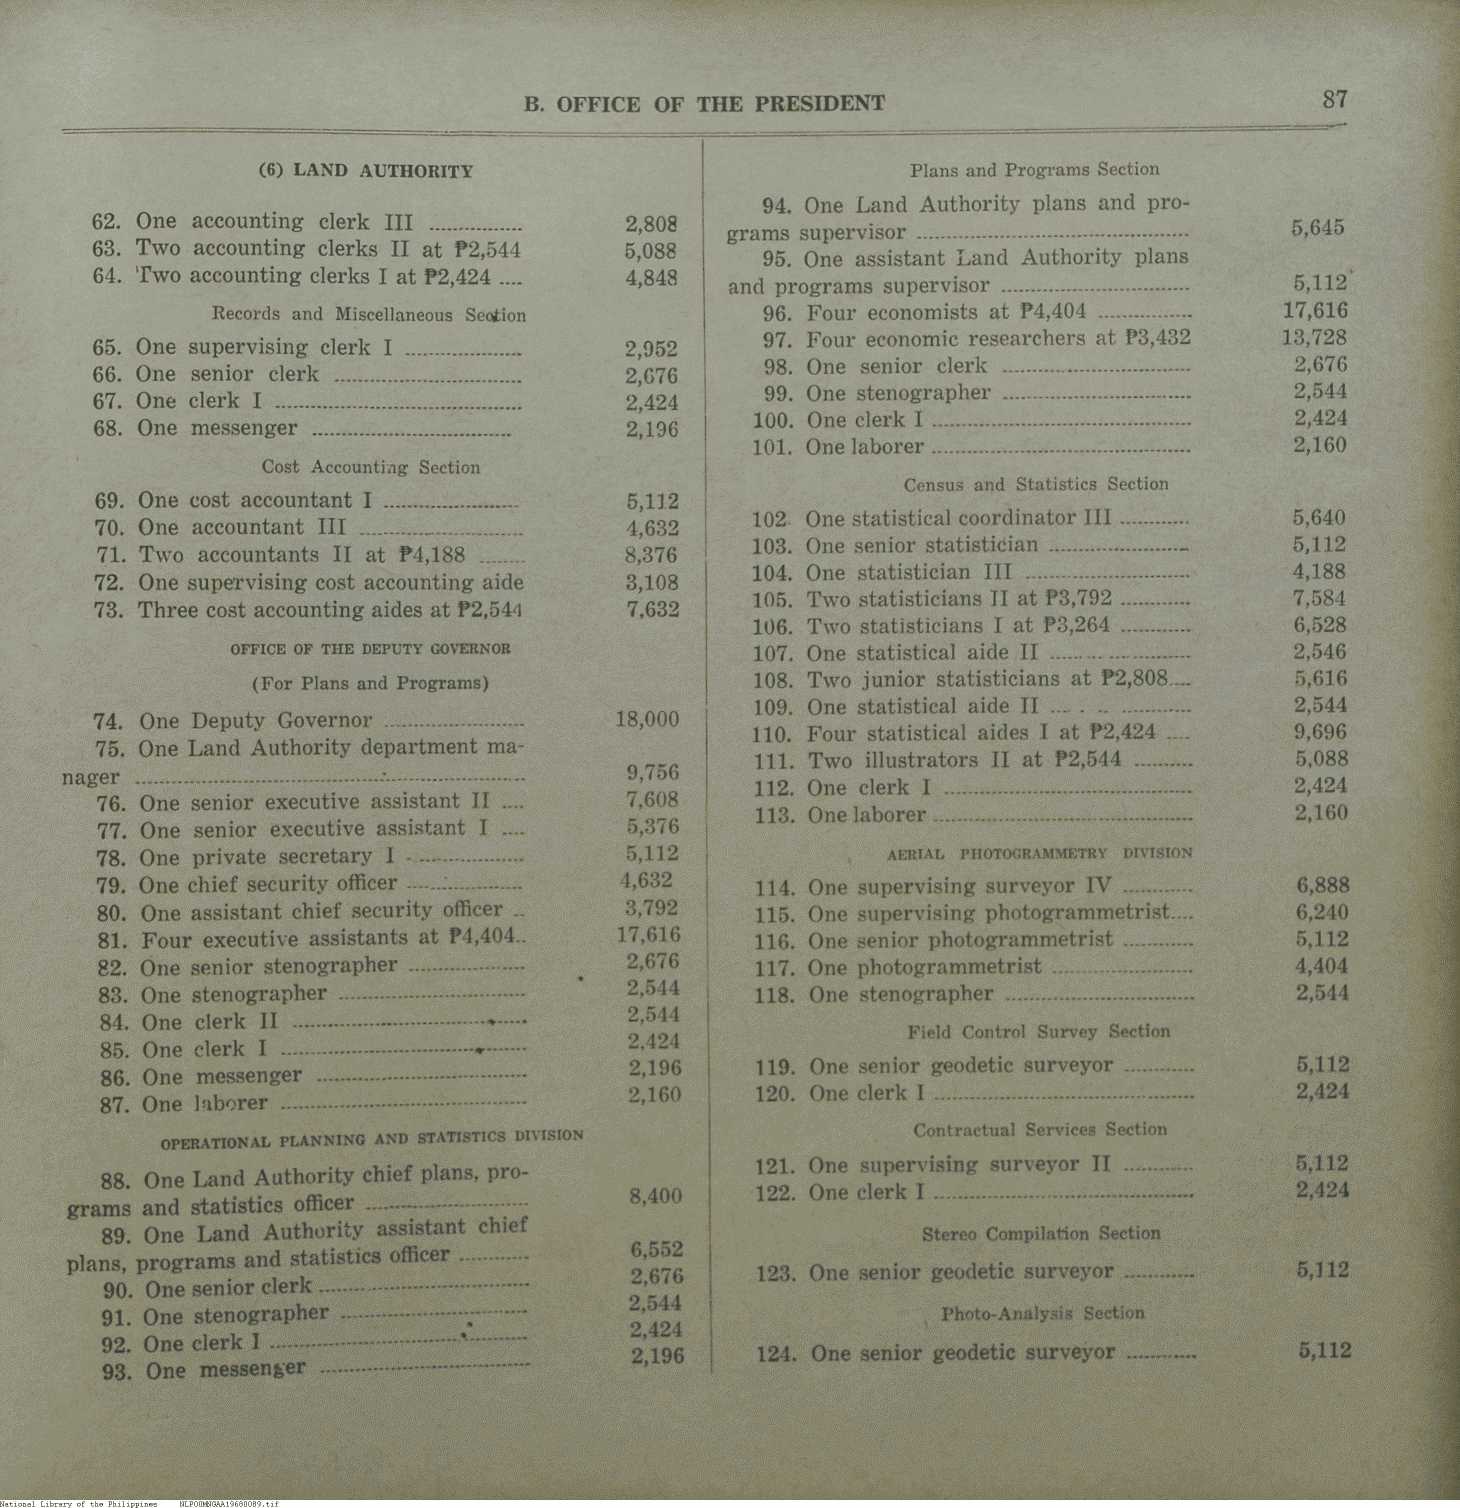 B. OFFICE OF THE PRESIDENT
87
(6) LAND AUTHORITY
62. One accounting clerk III ................ 2,808
63. Two accounting clerks II at ₱2,544 5,088
64. Two accounting clerks I at ₱2,424 .... 4,848
Records and Miscellaneous Section
65. One supervising clerk I .................... 2,952
66. One senior clerk ................................ 2,676
67. One clerk I .......................................... 2,424
68. One messenger .................................. 2,196
Cost Accounting Section
69. One cost accountant I ....................... 5,112
70. One accountant III ............................ 4,632
71. Two accountants II at ₱4,188 ........ 8,376
72. One supervising cost accounting aide 3,108
73. Three cost accounting aides at ₱2,544 7,632
OFFICE OF THE DEPUTY GOVERNOR
(For Plans and Programs)
74. One Deputy Governor ........................ 18,000
75. One Land Authority department ma-
nager .................................................................. 9,756
76. One senior executive assistant II .... 7,608
77. One senior executive assistant I .... 5,376
78. One private secretary I .................... 5,112
79. One chief security officer .................... 4,632
80. One assistant chief security officer .. 3,792
81. Four executive assistants at ₱4,404.. 17,616
82. One senior stenographer .................... 2,676
83. One stenographer ................................ 2,544
84. One clerk II ........................................ 2,544
85. One clerk I .......................................... 2,424
86. One messenger .................................... 2,196
87. One laborer .......................................... 2,160
OPERATIONAL PLANNING AND STATISTICS DIVISION
88. One Land Authority chief plans, pro-
grams and statistics officer ............................ 8,400
89. One Land Authority assistant chief
plans, programs and statistics officer ............ 6,552
90. One senior clerk .................................... 2,676
91. One stenographer ................................ 2,544
92. One clerk I ............................................ 2,424
93. One messenger .................................... 2,196
Plans and Programs Section
94. One Land Authority plans and pro-
grams supervisor .............................................. 5,645
95. One assistant Land Authority plans
and programs supervisor ................................ 5,112
96. Four economists at ₱4,404 ................ 17,616
97. Four economic researchers at ₱3,432 13,728
98. One senior clerk ................................ 2,676
99. One stenographer ................................ 2,544
100. One clerk I ............................................ 2,424
101. One laborer ............................................ 2,160
Census and Statistics Section
102. One statistical coordinator III ............ 5,640
103. One senior statistician ........................ 5,112
104. One statistician III ............................ 4,188
105. Two statisticians II at ₱3,792 ............ 7,584
106. Two statisticians I at ₱3,264 ............ 6,528
107. One statistical aide II ........................ 2,546
108. Two junior statisticians at ₱2,808.... 5,616
109. One statistical aide II ........................ 2,544
110. Four statistical aides I at ₱2,424 .... 9,696
111. Two illustrators II at ₱2,544 .......... 5,088
112. One clerk I .......................................... 2,424
113. One laborer ............................................ 2,160
AERIAL PHOTOGRAMMETRY DIVISION
114. One supervising surveyor IV ............ 6,888
115. One supervising photogrammetrist.... 6,240
116. One senior photogrammetrist ............ 5,112
117. One photogrammetrist ........................ 4,404
118. One stenographer ................................ 2,544
Field Control Survey Section
119. One senior geodetic surveyor ............ 5,112
120. One clerk I ............................................ 2,424
Contractual Services Section
121. One supervising surveyor II ............ 5,112
122. One clerk I ............................................ 2,424
Stereo Compilation Section
123. One senior geodetic surveyor ............ 5,112
Photo-Analysis Section
124. One senior geodetic surveyor ............ 5,112
National Library of the Philippines NLPOBMNGAA19680089.tif